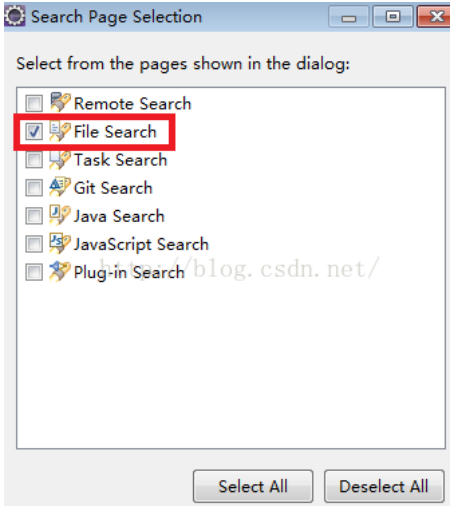 Search Page Selection
Select from the pages shown in the dialog:
Remote Search
File Search
Task Search
Git Search
Java Search
JavaScript Search
Plug-in Search
http://blog.csdn.net/
Select All
Deselect All